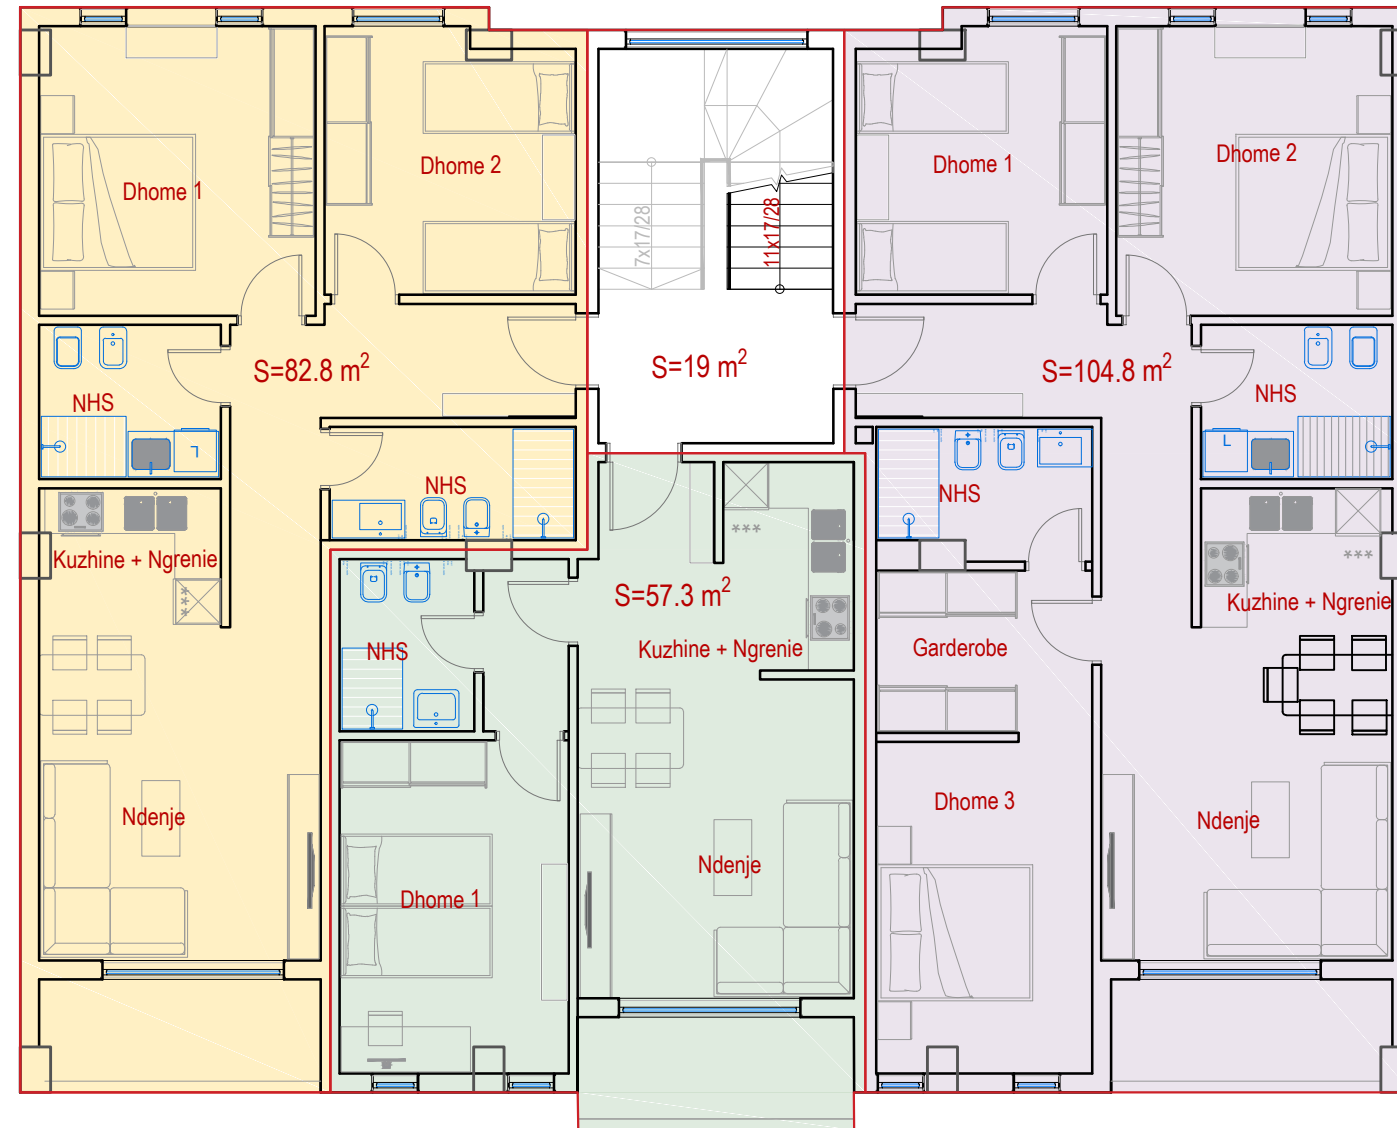 Dhome 1
Dhome 2
7x17/28
11x17/28
Dhome 1
Dhome 2
S=82.8 m²
S=19 m²
S=104.8 m²
NHS
L
NHS
L
NHS
NHS
Kuzhine + Ngrenie
***
***
***
S=57.3 m²
Kuzhine + Ngrenie
NHS
Kuzhine + Ngrenie
Garderobe
Ndenje
Dhome 3
Ndenje
Ndenje
Dhome 1